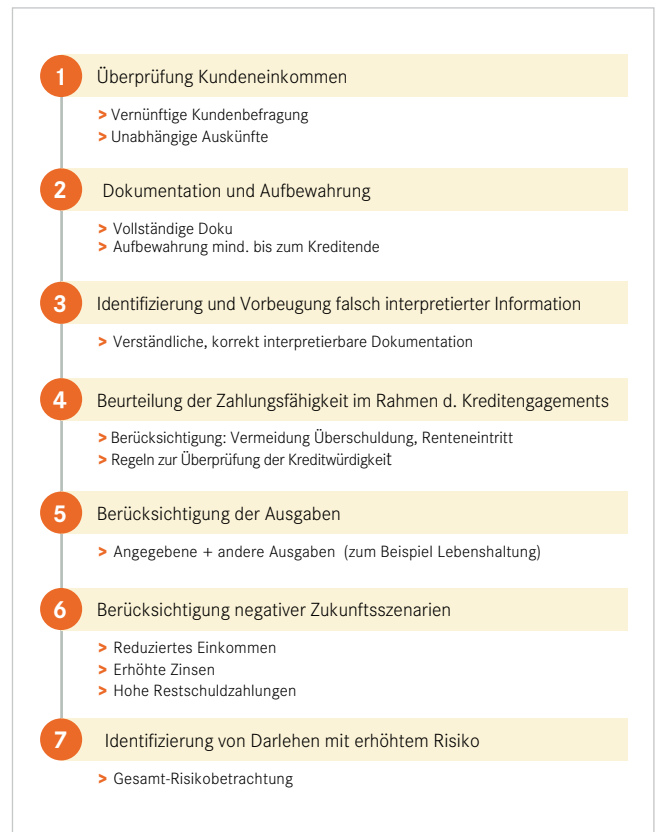 1 Überprüfung Kundeneinkommen
> Vernünftige Kundenbefragung
> Unabhängige Auskünfte
2 Dokumentation und Aufbewahrung
> Vollständige Doku
> Aufbewahrung mind. bis zum Kreditende
3 Identifizierung und Vorbeugung falsch interpretierter Information
> Verständliche, korrekt interpretierbare Dokumentation
4 Beurteilung der Zahlungsfähigkeit im Rahmen d. Kreditengagements
> Berücksichtigung: Vermeidung Überschuldung, Renteneintritt
> Regeln zur Überprüfung der Kreditwürdigkeit
5 Berücksichtigung der Ausgaben
> Angegebene + andere Ausgaben (zum Beispiel Lebenshaltung)
6 Berücksichtigung negativer Zukunftsszenarien
> Reduziertes Einkommen
> Erhöhte Zinsen
> Hohe Restschuldzahlungen
7 Identifizierung von Darlehen mit erhöhtem Risiko
> Gesamt-Risikobetrachtung